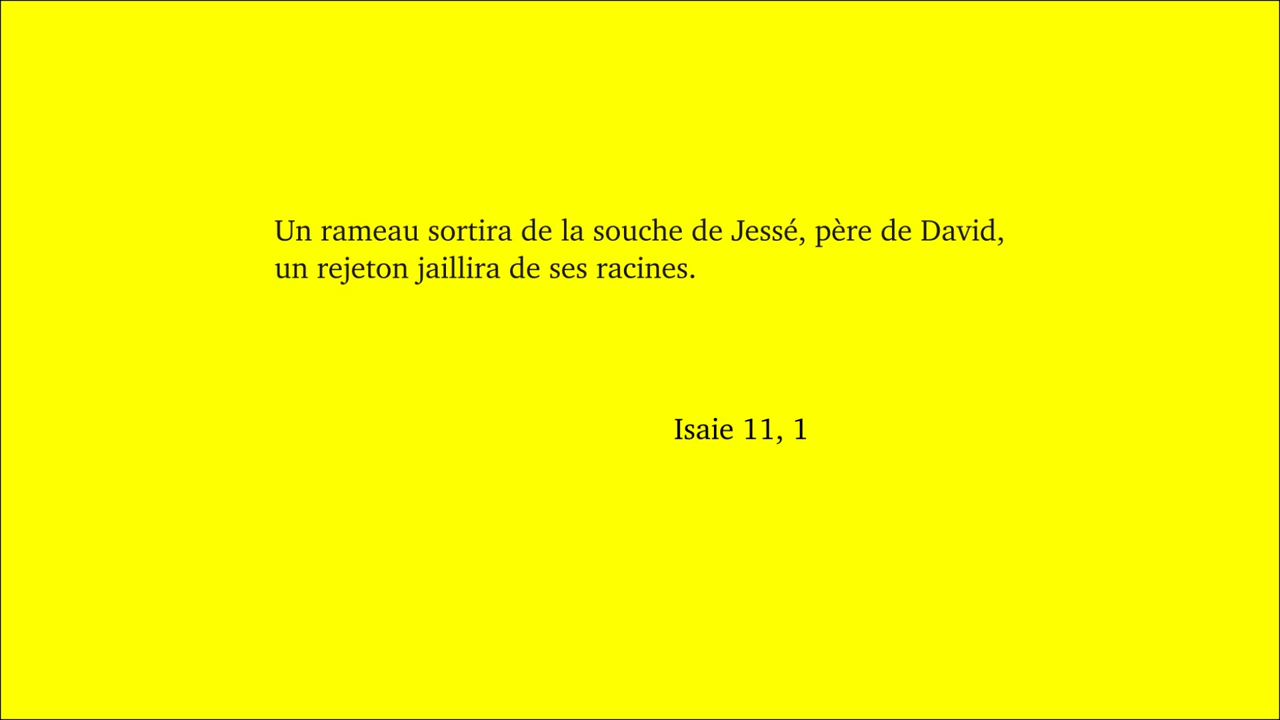 Un rameau sortira de la souche de Jessé, père de David,
un rejeton jaillira de ses racines.
Isaie 11, 1